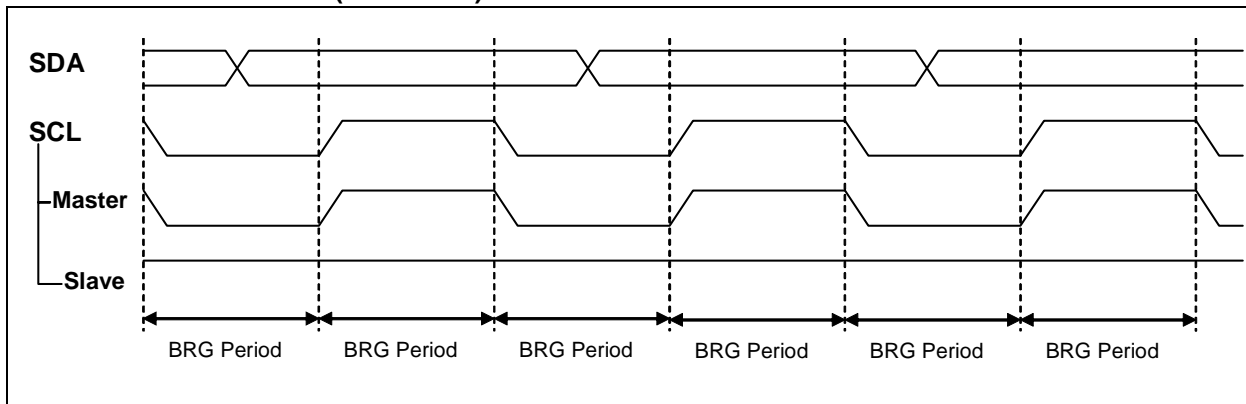 SDA
SCL
Master
Slave
BRG Period BRG Period BRG Period BRG Period BRG Period BRG Period